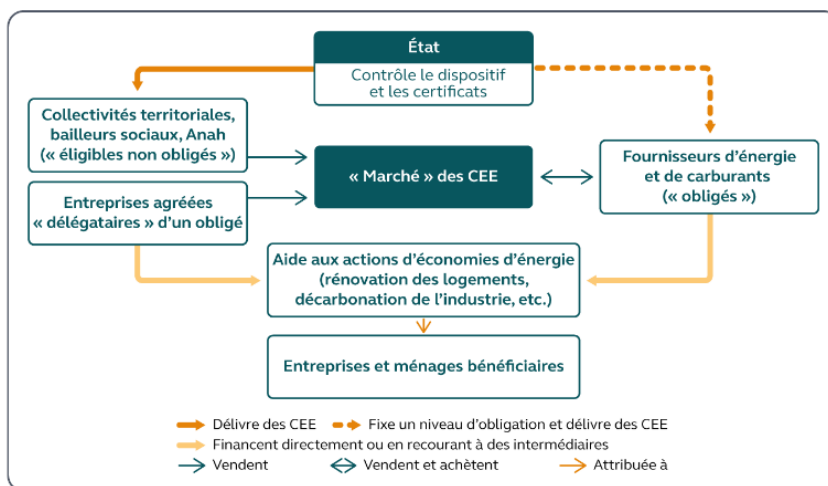 État
Contrôle le dispositif
et les certificats
Collectivités territoriales,
bailleurs sociaux, Anah
(« éligibles non obligés »)
Entreprises agréées
« délégataires » d’un obligé
« Marché » des CEE
Fournisseurs d’énergie
et de carburants
(« obligés »)
Aide aux actions d’économies d’énergie
(rénovation des logements,
décarbonation de l’industrie, etc.)
Entreprises et ménages bénéficiaires
Délivre des CEE
Fixe un niveau d’obligation et délivre des CEE
Financent directement ou en recourant à des intermédiaires
Vendent
Vendent et achètent
Attribuée à